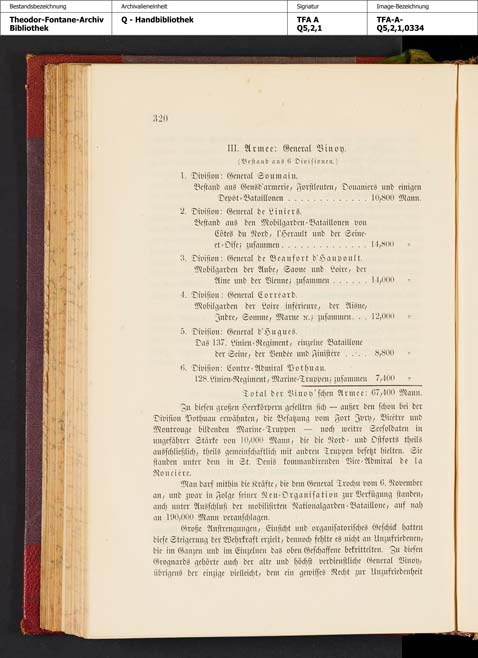 Bestandsbezeichnung
Archivalieneinheit
Signatur
Image-Bezeichnung
Theodor-Fontane-Archiv
Bibliothek
Q - Handbibliothek
TFA A
Q5,2,1
TFA-A-
Q5,2,1,0334
320
III. Armee: General Vinoy.
(Bestand aus 6 Divisionen.)
1. Division: General Soumain.
Bestand aus Gensd'armerie, Forstleuten, Douaniers und einigen
Depôt-Bataillonen . . . . . . . . . . . . . . 10,800 Mann.
2. Division: General de Liniers.
Bestand aus den Mobilgarden-Bataillonen von
Côtes du Nord, l'Herault und der Seine-
et-Oise; zusammen . . . . . . . . . . . . . . 14,800 "
3. Division: General de Beaufort d'Haupoult.
Mobilgarden der Aube, Saone und Loire, der
Aine und der Vienne; zusammen . . . . . . 14,000 "
4. Division: General Corréard.
Mobilgarden der Loire inférieure, der Aisne,
Indre, Somme, Marne ꝛc; zusammen . . . 12,000 "
5. Division: General d'Hugues.
Das 137. Linien-Regiment, einzelne Bataillone
der Seine, der Vendee und Finistère . . . . 8,800 "
6. Division: Contre-Admiral Pothuau.
128. Linien-Regiment, Marine-Truppen; zusammen 7,400 "
Total der Vinoy'schen Armee: 67,400 Mann.
Zu diesen großen Heerkörpern gesellten sich — außer den schon bei der
Division Pothuau erwähnten, die Besatzung vom Fort Jvry, Bicêtre und
Montrouge bildenden Marine-Truppen — noch weitre Seesoldaten in
ungefährer Stärke von 10,000 Mann, die die Nord- und Ostforts theils
ausschließlich, theils gemeinschaftlich mit andren Truppen besetzt hielten. Sie
standen unter dem in St. Denis kommandirenden Vice-Admiral de la
Roncière.
Man darf mithin die Kräfte, die dem General Trochu vom 6. November
an, und zwar in Folge seiner Neu-Organisation zur Verfügung standen,
auch unter Ausschluß der mobilisirten Nationalgarden-Bataillone, auf nah
an 190,000 Mann veranschlagen.
Große Anstrengungen, Einsicht und organisatorisches Geschick hatten
diese Steigerung der Wehrkraft erzielt, dennoch fehlte es nicht an Unzufriedenen,
die im Ganzen und im Einzelnen das oben Geschaffene bekrittelten. Zu diesen
Grognards gehörte auch der alte und höchst verdienstliche General Vinoy,
übrigens der einzige vielleicht, dem ein gewisses Recht zur Unzufriedenheit